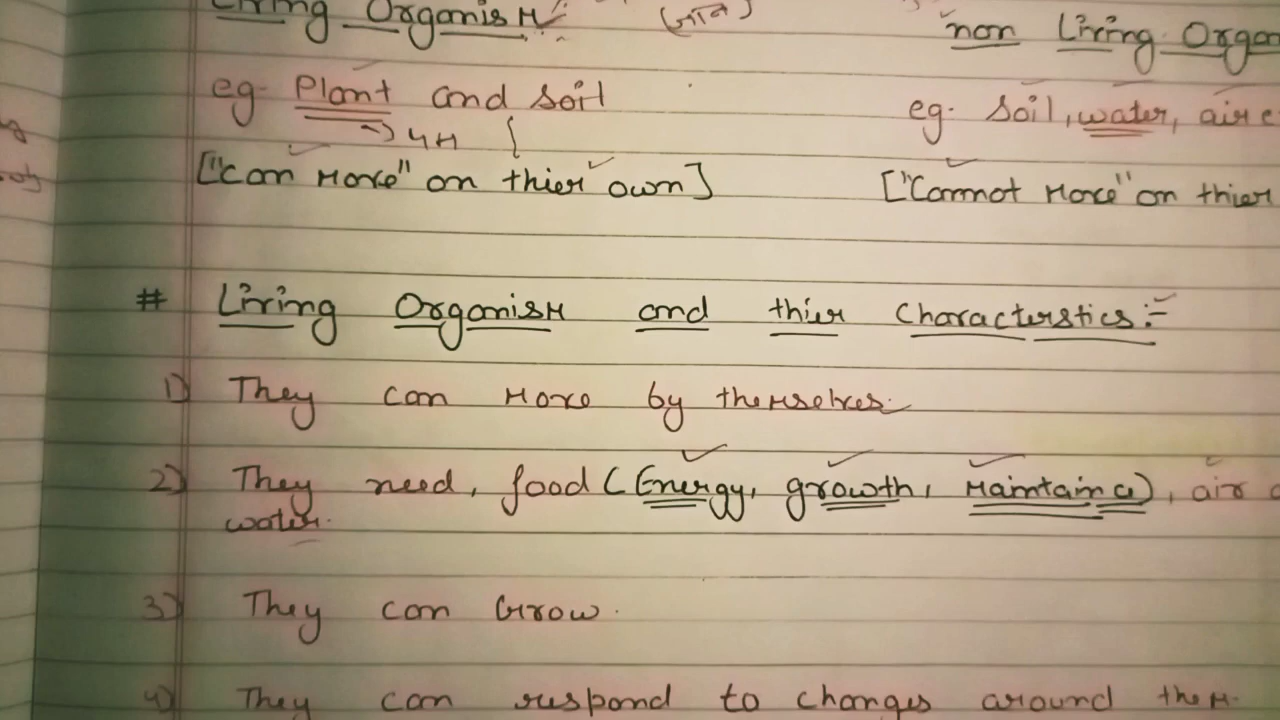 Living Organism non Living Organ
eg. Plant and soil eg. Soil, water, air
["can move" on thier own] ["Cannot move" on thier
# Living Organism and thier characterstics:-
1) They can move by themselves.
2) They need, food (Energy, growth, Maintaince), air
water.
3) They can Grow.
4) They can respond to changes around them.